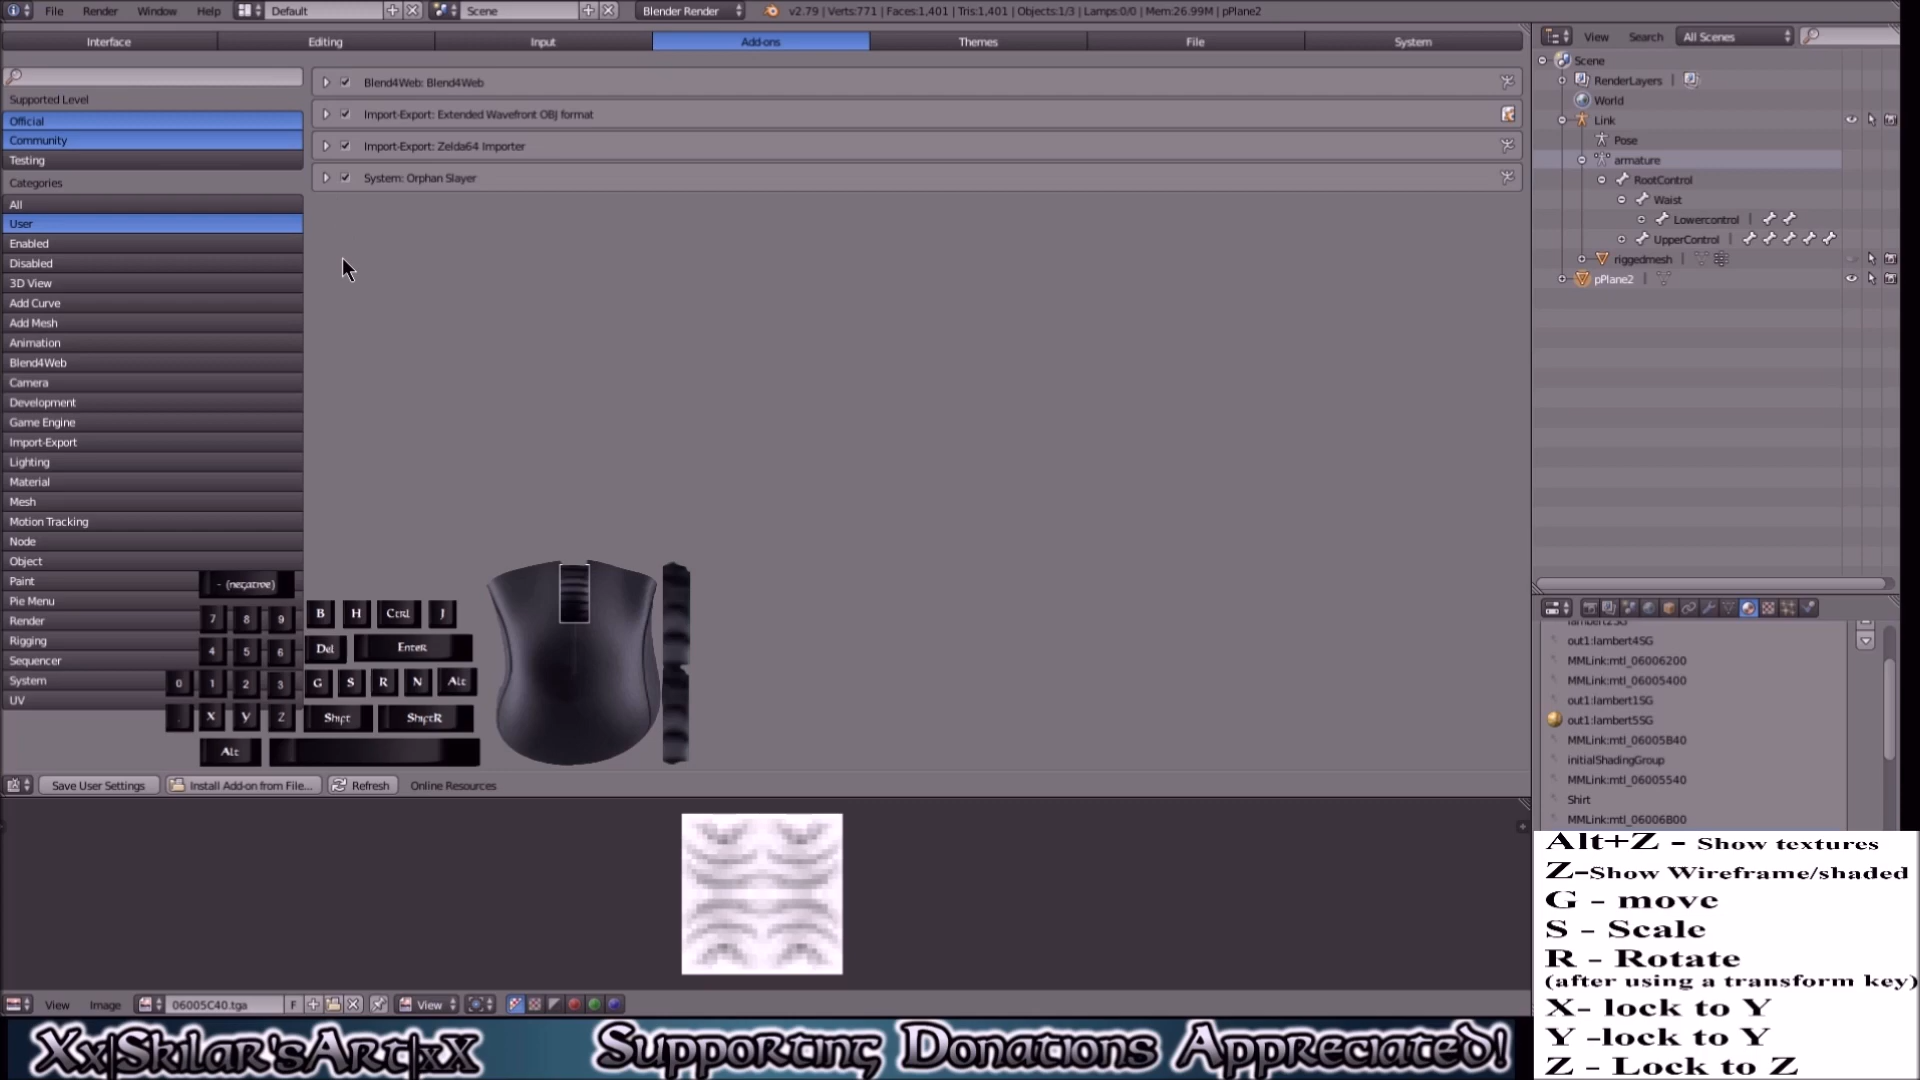 File Render Window Help Default Scene Blender Render v2.79 | Verts:771 | Faces:1,401 | Tris:1,401 | Objects:1/3 | Lamps:0/0 | Mem:26.99M | pPlane2
Interface Editing Input Add-ons Themes File System
View Search All Scenes
Supported Level
Official
Community
Testing
Categories
All
User
Enabled
Disabled
3D View
Add Curve
Add Mesh
Animation
Blend4Web
Camera
Development
Game Engine
Import-Export
Lighting
Material
Mesh
Motion Tracking
Node
Object
Paint
Pie Menu
Render
Rigging
Sequencer
System
UV
Blend4Web: Blend4Web
Import-Export: Extended Wavefront OBJ format
Import-Export: Zelda64 Importer
System: Orphan Slayer
- (negative)
7 8 9 B H Ctrl J
4 5 6 Del Enter
0 1 2 3 G S R N Alt
. X Y Z Shift ShiftR
Alt
Save User Settings Install Add-on from File... Refresh Online Resources
View Image 06005C40.tga F View
Scene
RenderLayers |
World
Link
Pose
armature
RootControl
Waist
Lowercontrol |
UpperControl |
riggedmesh |
pPlane2 |
lambert2SG
out1:lambert4SG
MMLink:mtl_06006200
MMLink:mtl_06005400
out1:lambert1SG
out1:lambert5SG
MMLink:mtl_06005B40
initialShadingGroup
MMLink:mtl_06005540
Shirt
MMLink:mtl_06006B00
Alt+Z - Show textures
Z-Show Wireframe/shaded
G - move
S - Scale
R - Rotate
(after using a transform key)
X- lock to Y
Y -lock to Y
Z - Lock to Z
Xx|Skilar'sArt|xX Supporting Donations Appreciated!